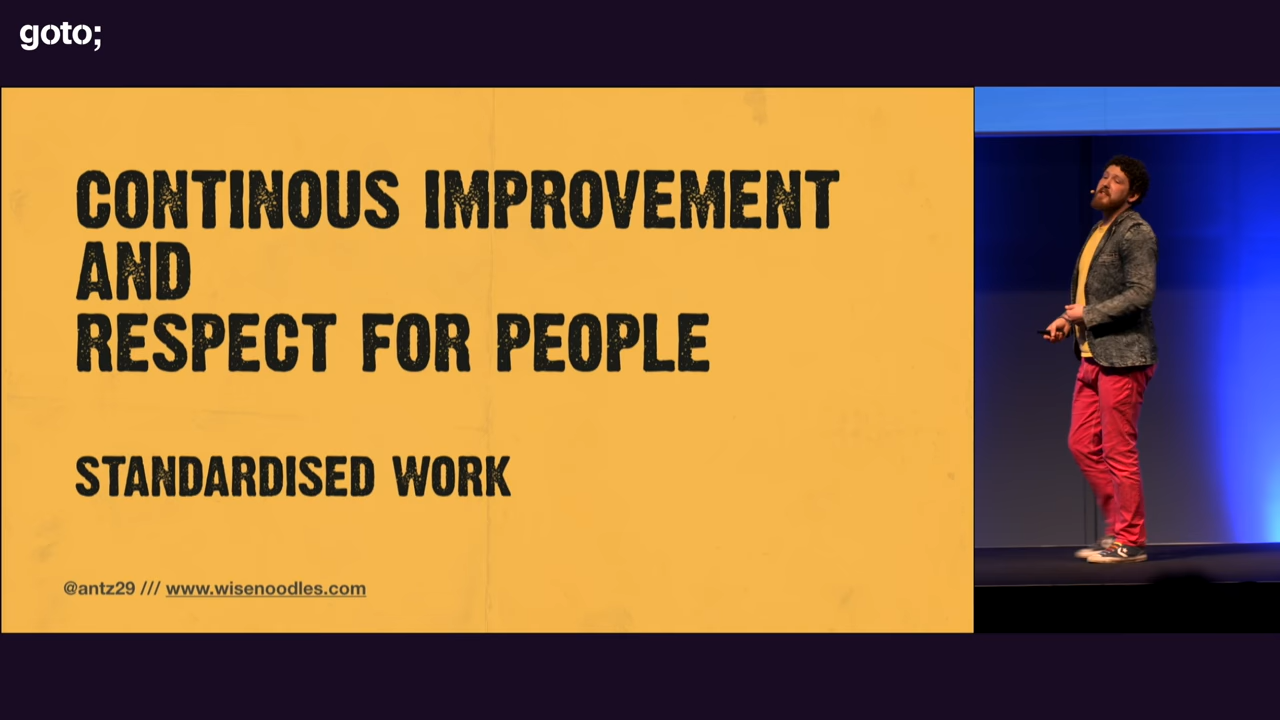 goto;
CONTINOUS IMPROVEMENT
AND
RESPECT FOR PEOPLE
STANDARDISED WORK
@antz29 /// www.wisenoodles.com